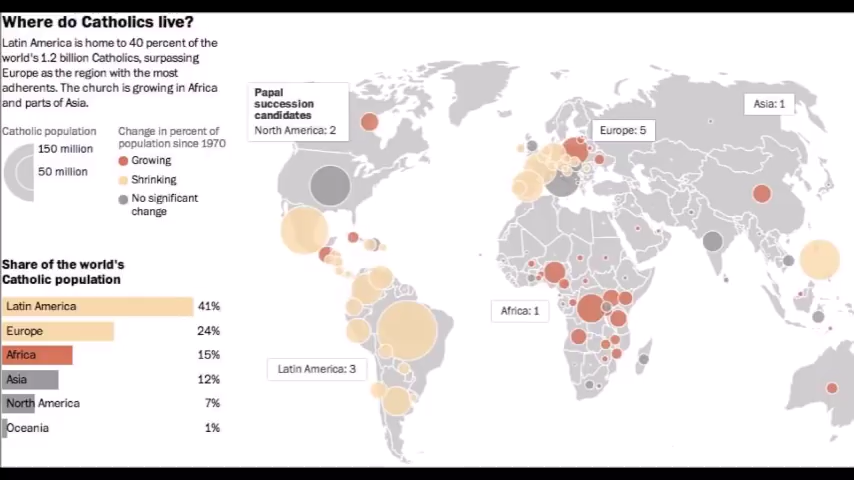 Where do Catholics live?
Latin America is home to 40 percent of the
world's 1.2 billion Catholics, surpassing
Europe as the region with the most
adherents. The church is growing in Africa
and parts of Asia.
Catholic population
150 million
50 million
Change in percent of
population since 1970
Growing
Shrinking
No significant
change
Share of the world's
Catholic population
Latin America 41%
Europe 24%
Africa 15%
Asia 12%
North America 7%
Oceania 1%
Papal
succession
candidates
North America: 2
Europe: 5
Asia: 1
Africa: 1
Latin America: 3